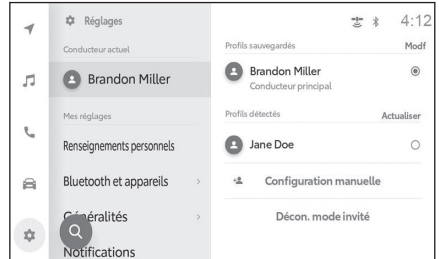 Réglages
4:12
Conducteur actuel
Brandon Miller
Mes réglages
Renseignements personnels
Bluetooth et appareils
Généralités
Notifications
Profils sauvegardés
Modf
Brandon Miller
Conducteur principal
Profils détectés
Actualiser
Jane Doe
Configuration manuelle
Décon. mode invité